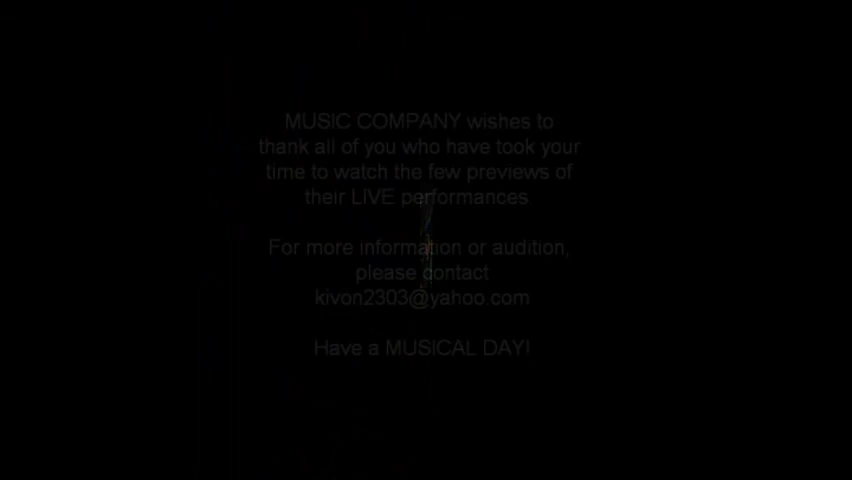 MUSIC COMPANY wishes to
thank all of you who have took your
time to watch the few previews of
their LIVE performances
For more information or audition,
please contact
kivon2303@yahoo.com
Have a MUSICAL DAY!